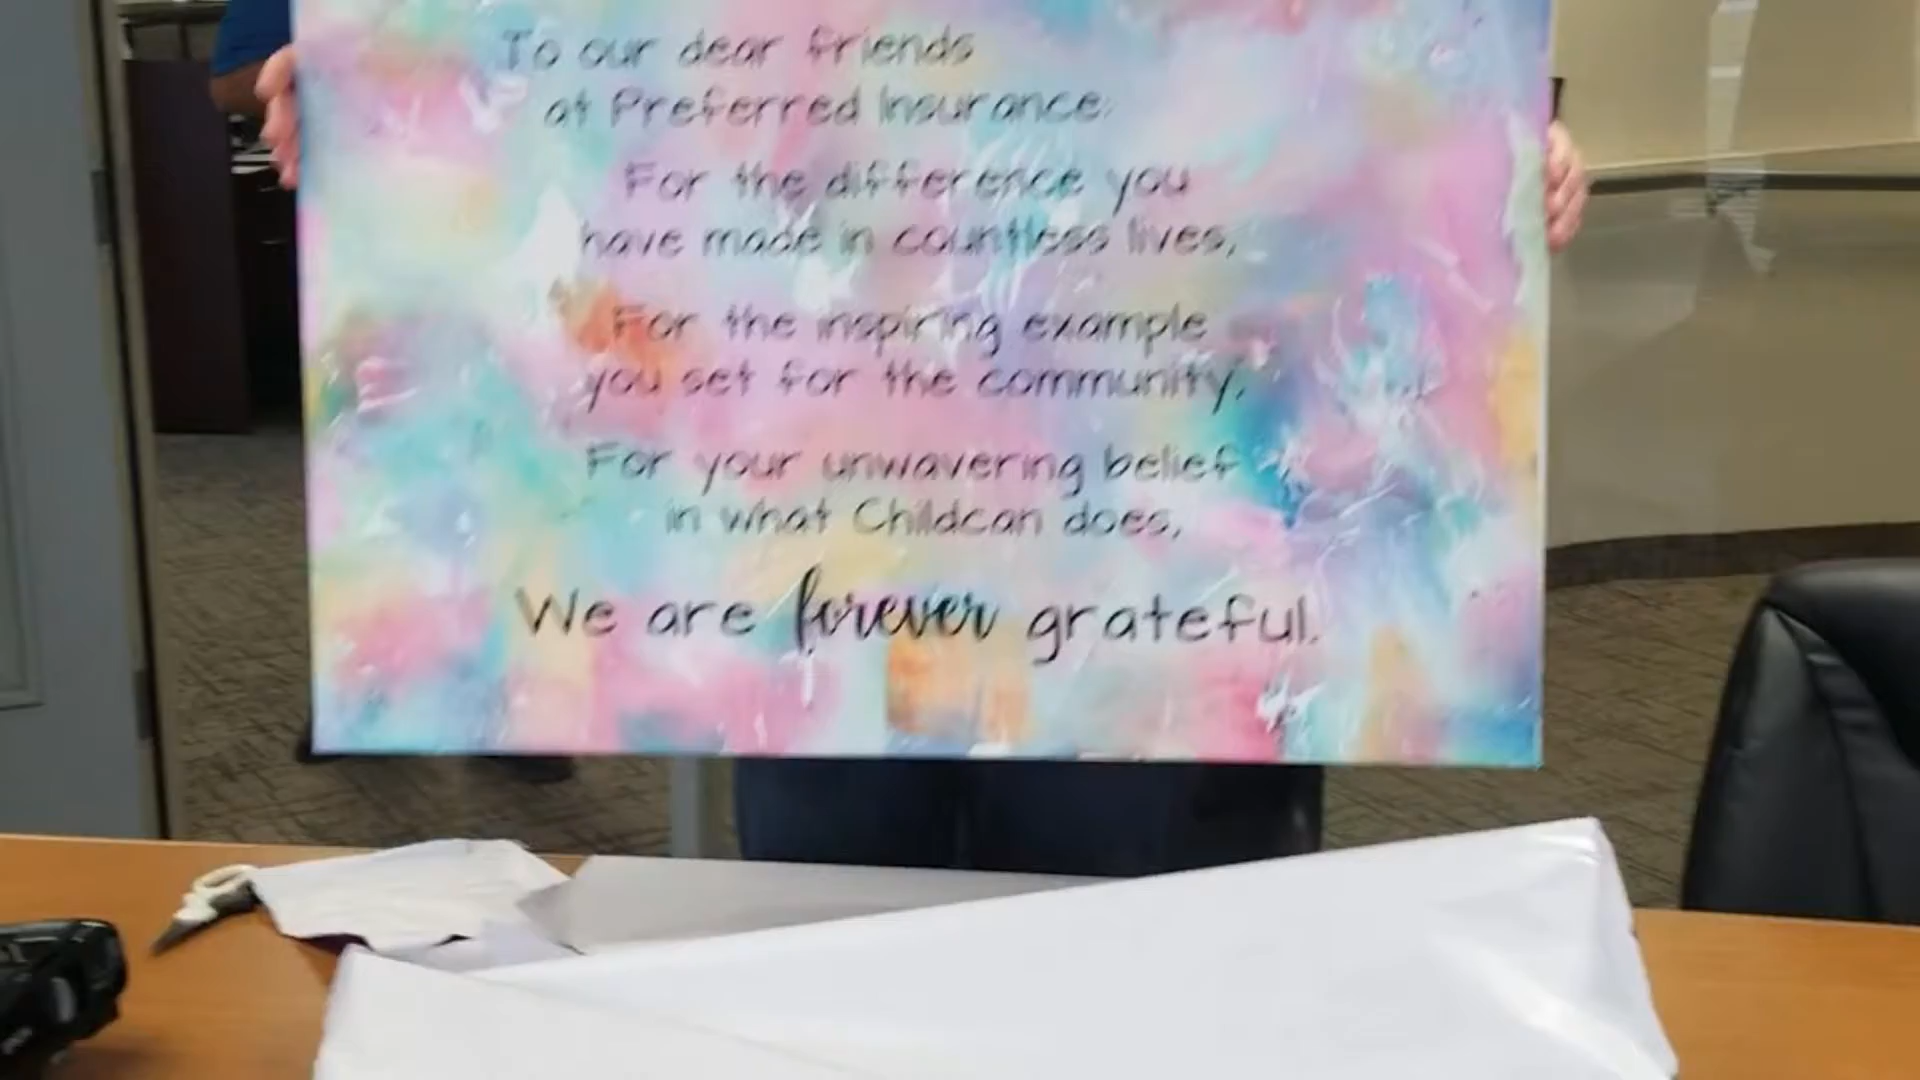 To our dear friends
at Preferred Insurance:
For the difference you
have made in countless lives,
For the inspiring example
you set for the community,
For your unwavering belief
in what Childcan does,
We are forever grateful.